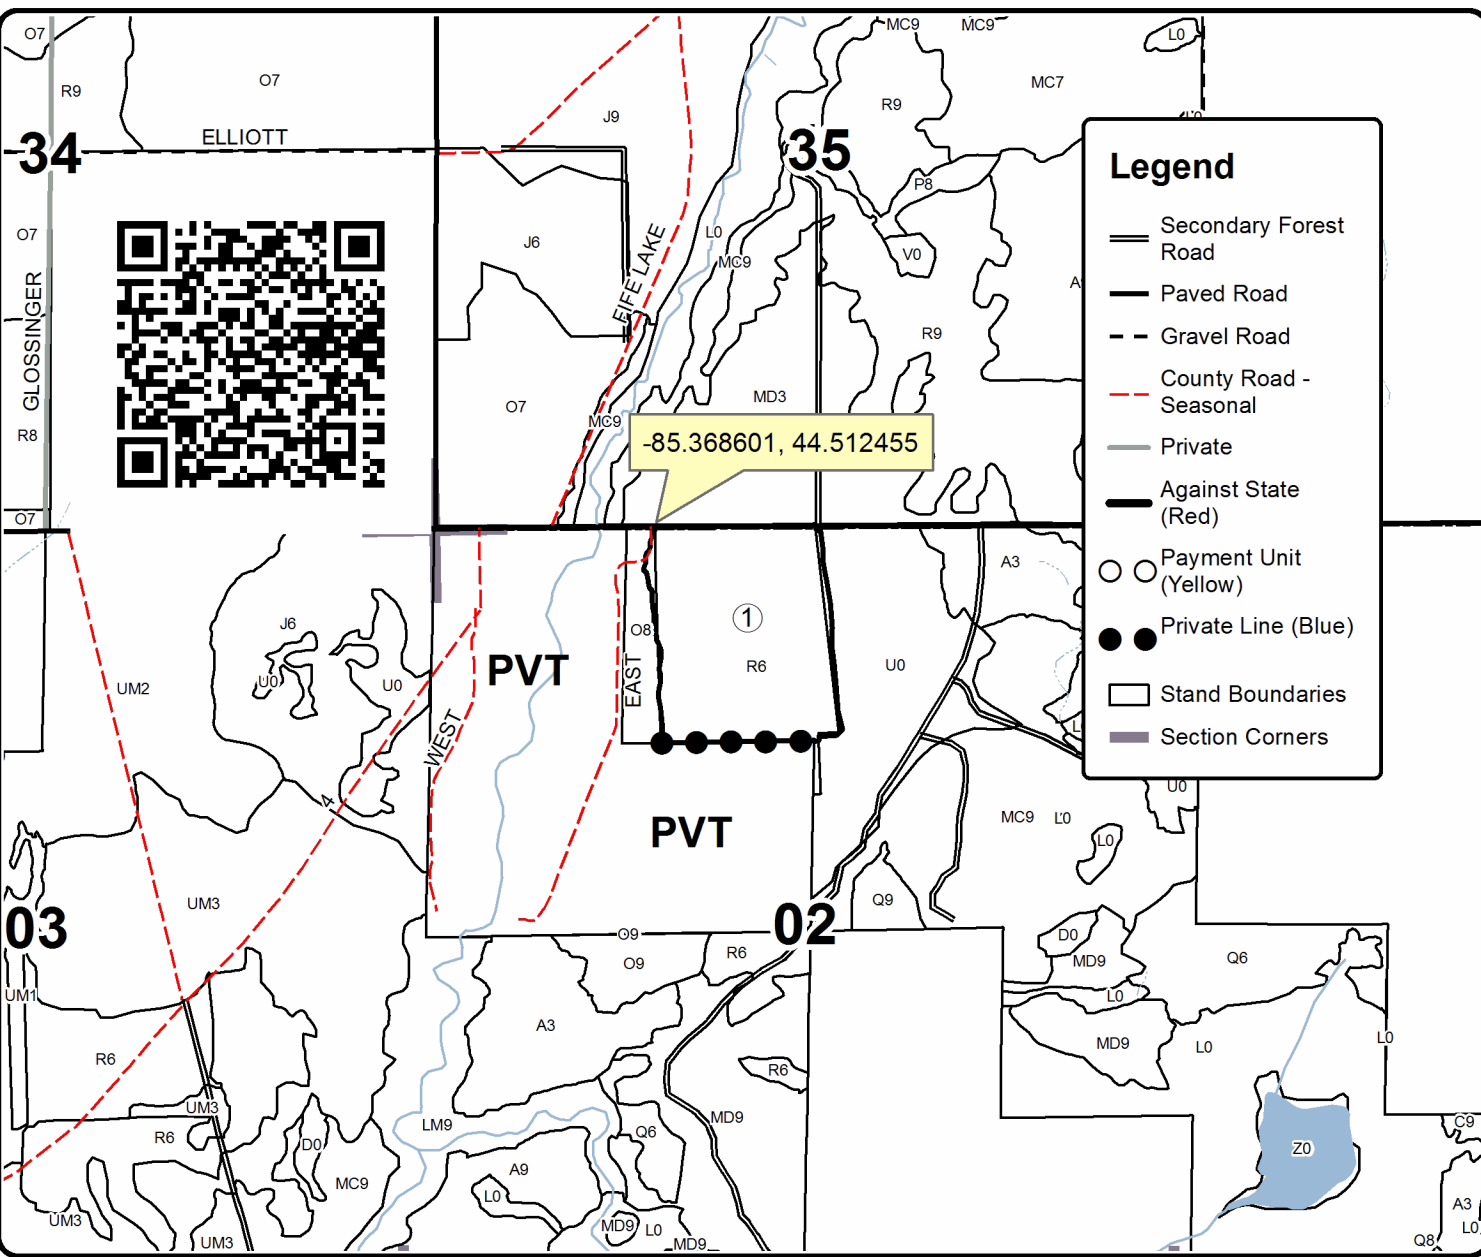 O7
MC9
MC9
L0
R9
O7
MC7
J9
R9
ELLIOTT
34
35
L0
P8
O7
J6
L0
V0
MC9
FIFE LAKE
R9
GLOSSINGER
MD3
O7
MC9
R8
-85.368601, 44.512455
O7
Legend
Secondary Forest
Road
Paved Road
Gravel Road
County Road -
Seasonal
Private
Against State
(Red)
Payment Unit
(Yellow)
Private Line (Blue)
Stand Boundaries
Section Corners
A3
1
J6
O8
PVT
R6
U0
UM2
U0
U0
EAST
WEST
4
U0
PVT
MC9
L0
L0
UM3
Q9
03
02
O9
D0
R6
O9
MD9
Q6
UM1
L0
A3
MD9
L0
L0
R6
R6
UM3
MD9
LM9
C9
R6
D0
Q6
Z0
MC9
A9
L0
A3
UM3
MD9
L0
L0
UM3
MD9
Q8